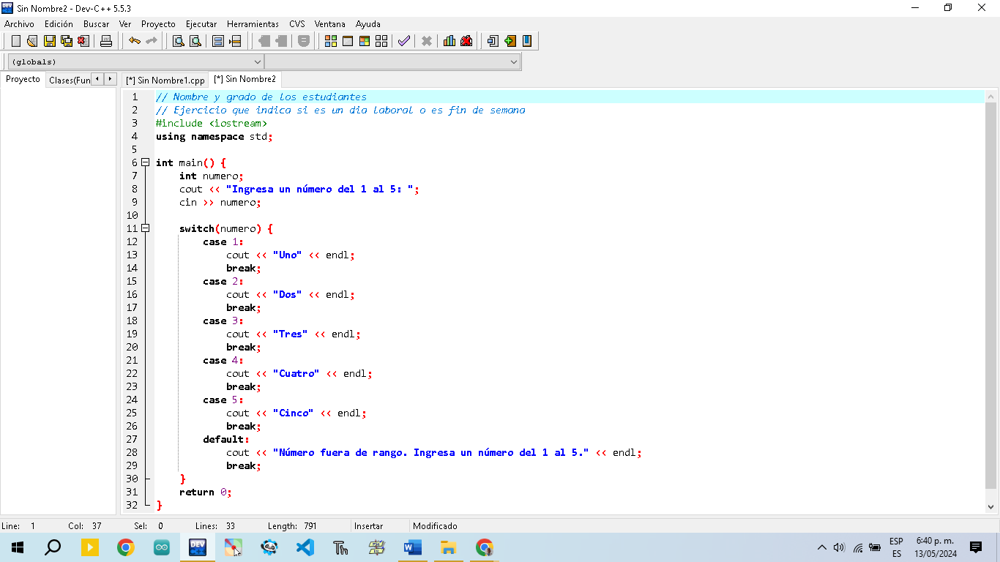 Sin Nombre2 - Dev-C++ 5.5.3
Archivo Edición Buscar Ver Proyecto Ejecutar Herramientas CVS Ventana Ayuda
(globals)
Proyecto Clases(Fun [*] Sin Nombre1.cpp [*] Sin Nombre2
1 // Nombre y grado de los estudiantes
2 // Ejercicio que indica si es un dia laboral o es fin de semana
3 #include <iostream>
4 using namespace std;
5
6 int main() {
7 int numero;
8 cout << "Ingresa un número del 1 al 5: ";
9 cin >> numero;
10
11 switch(numero) {
12 case 1:
13 cout << "Uno" << endl;
14 break;
15 case 2:
16 cout << "Dos" << endl;
17 break;
18 case 3:
19 cout << "Tres" << endl;
20 break;
21 case 4:
22 cout << "Cuatro" << endl;
23 break;
24 case 5:
25 cout << "Cinco" << endl;
26 break;
27 default:
28 cout << "Número fuera de rango. Ingresa un número del 1 al 5." << endl;
29 break;
30 }
31 return 0;
32 }
Line: 1 Col: 37 Sel: 0 Lines: 33 Length: 791 Insertar Modificado
ESP 6:40 p. m.
ES 13/05/2024